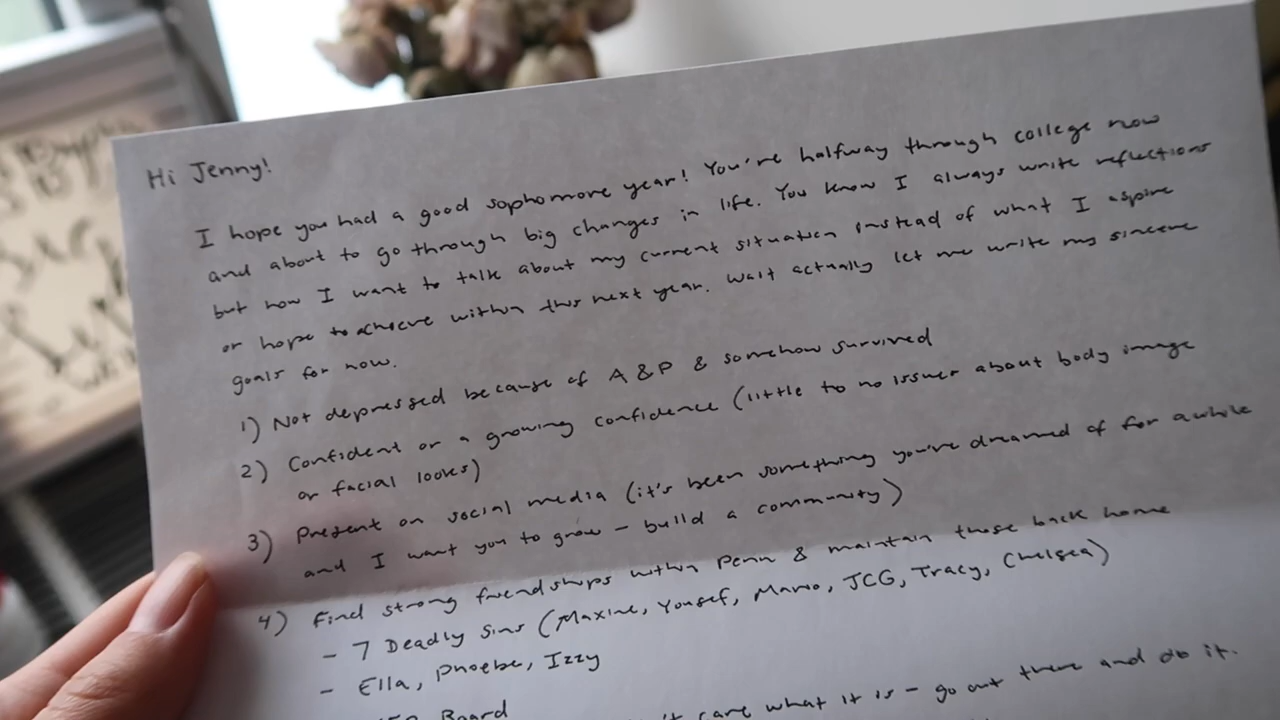 Hi Jenny!
I hope you had a good sophomore year! You're halfway through college now
and about to go through big changes in life. You know I always write reflections
but now I want to talk about my current situation instead of what I aspire
or hope to achieve within this next year. Wait actually let me write my sincere
goals for now.
1) Not depressed because of A&P & somehow survived
2) Confident or a growing confidence (little to no issues about body image
or facial looks)
3) Present on social media (it's been something you've dreamed of for awhile
and I want you to grow - build a community)
4) Find strong friendships within Penn & maintain those back home
- 7 Deadly Sins (Maxine, Yousef, Mario, JCG, Tracy, Chelsea)
- Ella, Phoebe, Izzy
Board
care what it is - go out there and do it.